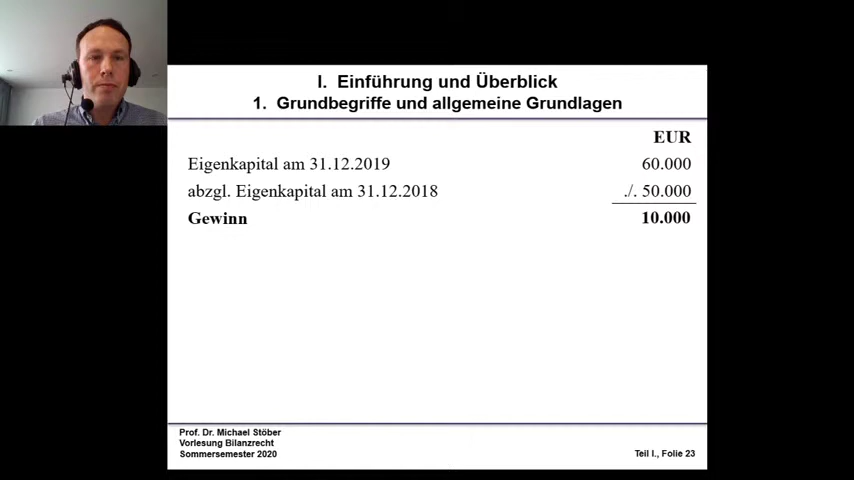 I. Einführung und Überblick
1. Grundbegriffe und allgemeine Grundlagen
EUR
Eigenkapital am 31.12.2019 60.000
abzgl. Eigenkapital am 31.12.2018 ./. 50.000
Gewinn 10.000
Prof. Dr. Michael Stöber
Vorlesung Bilanzrecht
Sommersemester 2020
Teil I., Folie 23